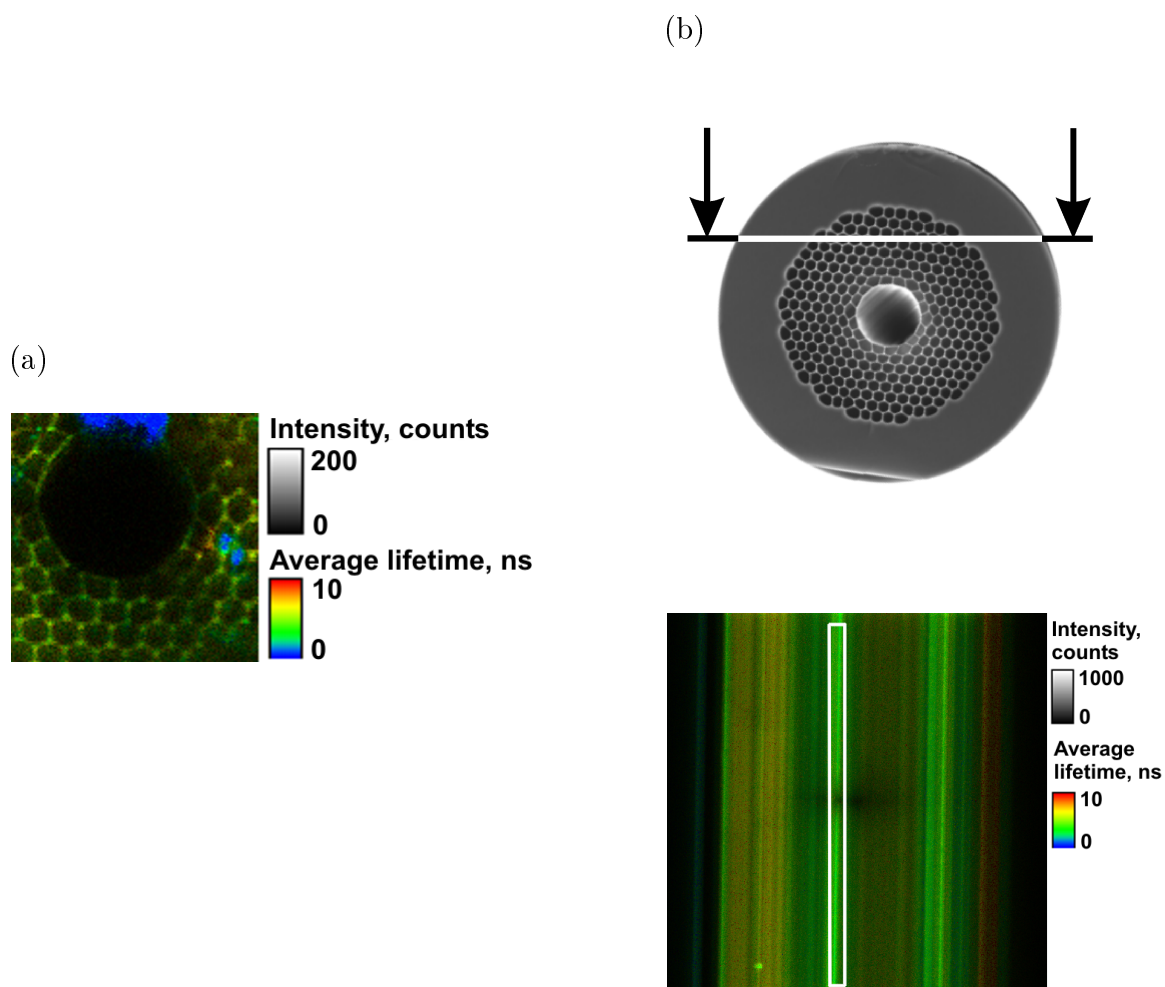 (b)
(a)
Intensity, counts
200
0
Average lifetime, ns
10
0
Intensity,
counts
1000
0
Average
lifetime, ns
10
0